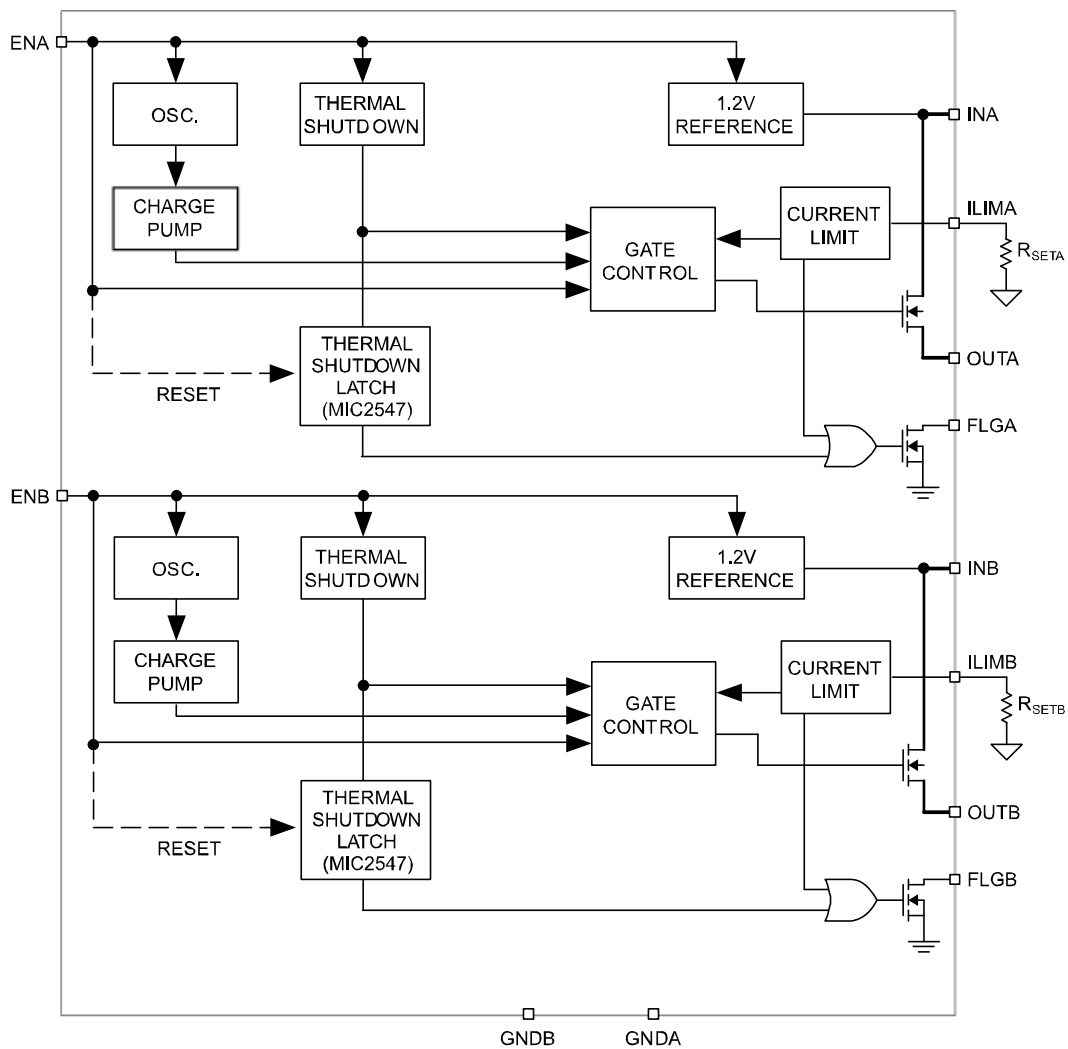 ENA
OSC.
THERMAL
SHUTDOWN
1.2V
REFERENCE
INA
CHARGE
PUMP
GATE
CONTROL
CURRENT
LIMIT
ILIMA
RSETA
THERMAL
SHUTDOWN
LATCH
(MIC2547)
RESET
OUTA
FLGA
ENB
OSC.
THERMAL
SHUTDOWN
1.2V
REFERENCE
INB
CHARGE
PUMP
GATE
CONTROL
CURRENT
LIMIT
ILIMB
RSETB
THERMAL
SHUTDOWN
LATCH
(MIC2547)
RESET
OUTB
FLGB
GNDB
GNDA